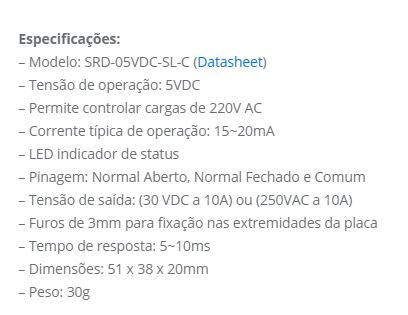 Especificações:
– Modelo: SRD-05VDC-SL-C (Datasheet)
– Tensão de operação: 5VDC
– Permite controlar cargas de 220V AC
– Corrente típica de operação: 15~20mA
– LED indicador de status
– Pinagem: Normal Aberto, Normal Fechado e Comum
– Tensão de saída: (30 VDC a 10A) ou (250VAC a 10A)
– Furos de 3mm para fixação nas extremidades da placa
– Tempo de resposta: 5~10ms
– Dimensões: 51 x 38 x 20mm
– Peso: 30g